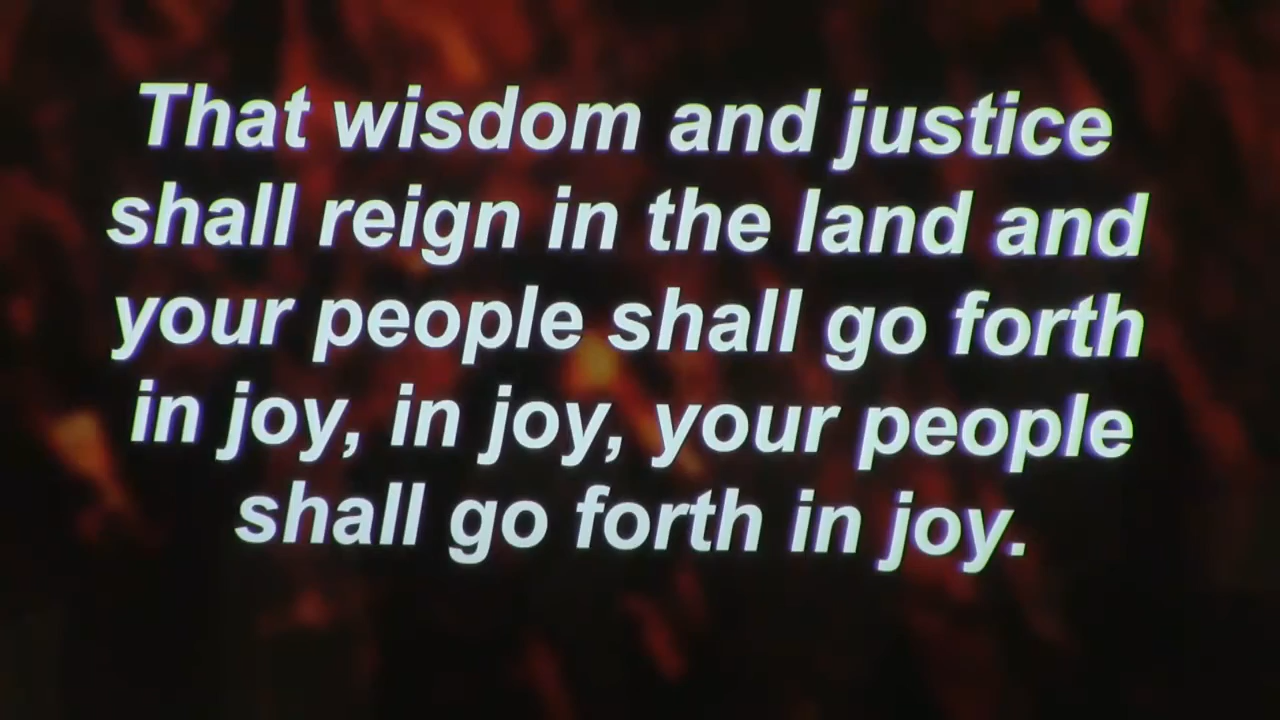 That wisdom and justice
shall reign in the land and
your people shall go forth
in joy, in joy, your people
shall go forth in joy.